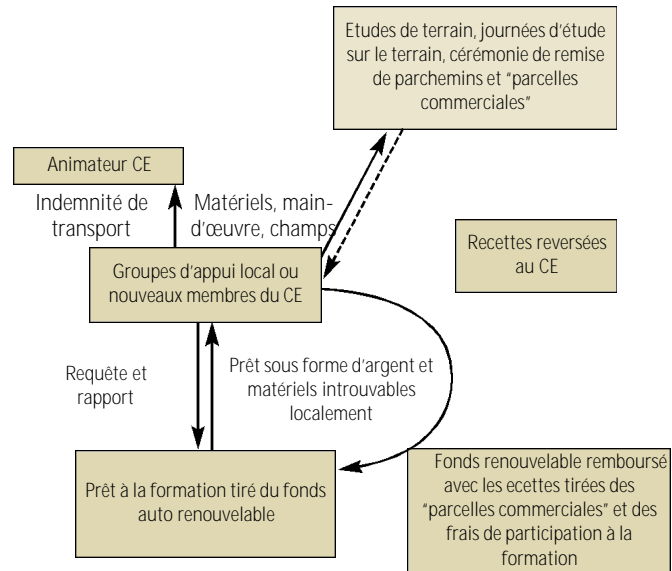 Etudes de terrain, journées d'étude
sur le terrain, cérémonie de remise
de parchemins et "parcelles
commerciales"
Animateur CE
Indemnité de
transport
Matériels, main-
d'œuvre, champs
Recettes reversées
au CE
Groupes d'appui local ou
nouveaux membres du CE
Requête et
rapport
Prêt sous forme d'argent et
matériels introuvables
localement
Prêt à la formation tiré du fonds
auto renouvelable
Fonds renouvelable remboursé
avec les ecettes tirées des
"parcelles commerciales" et des
frais de participation à la
formation